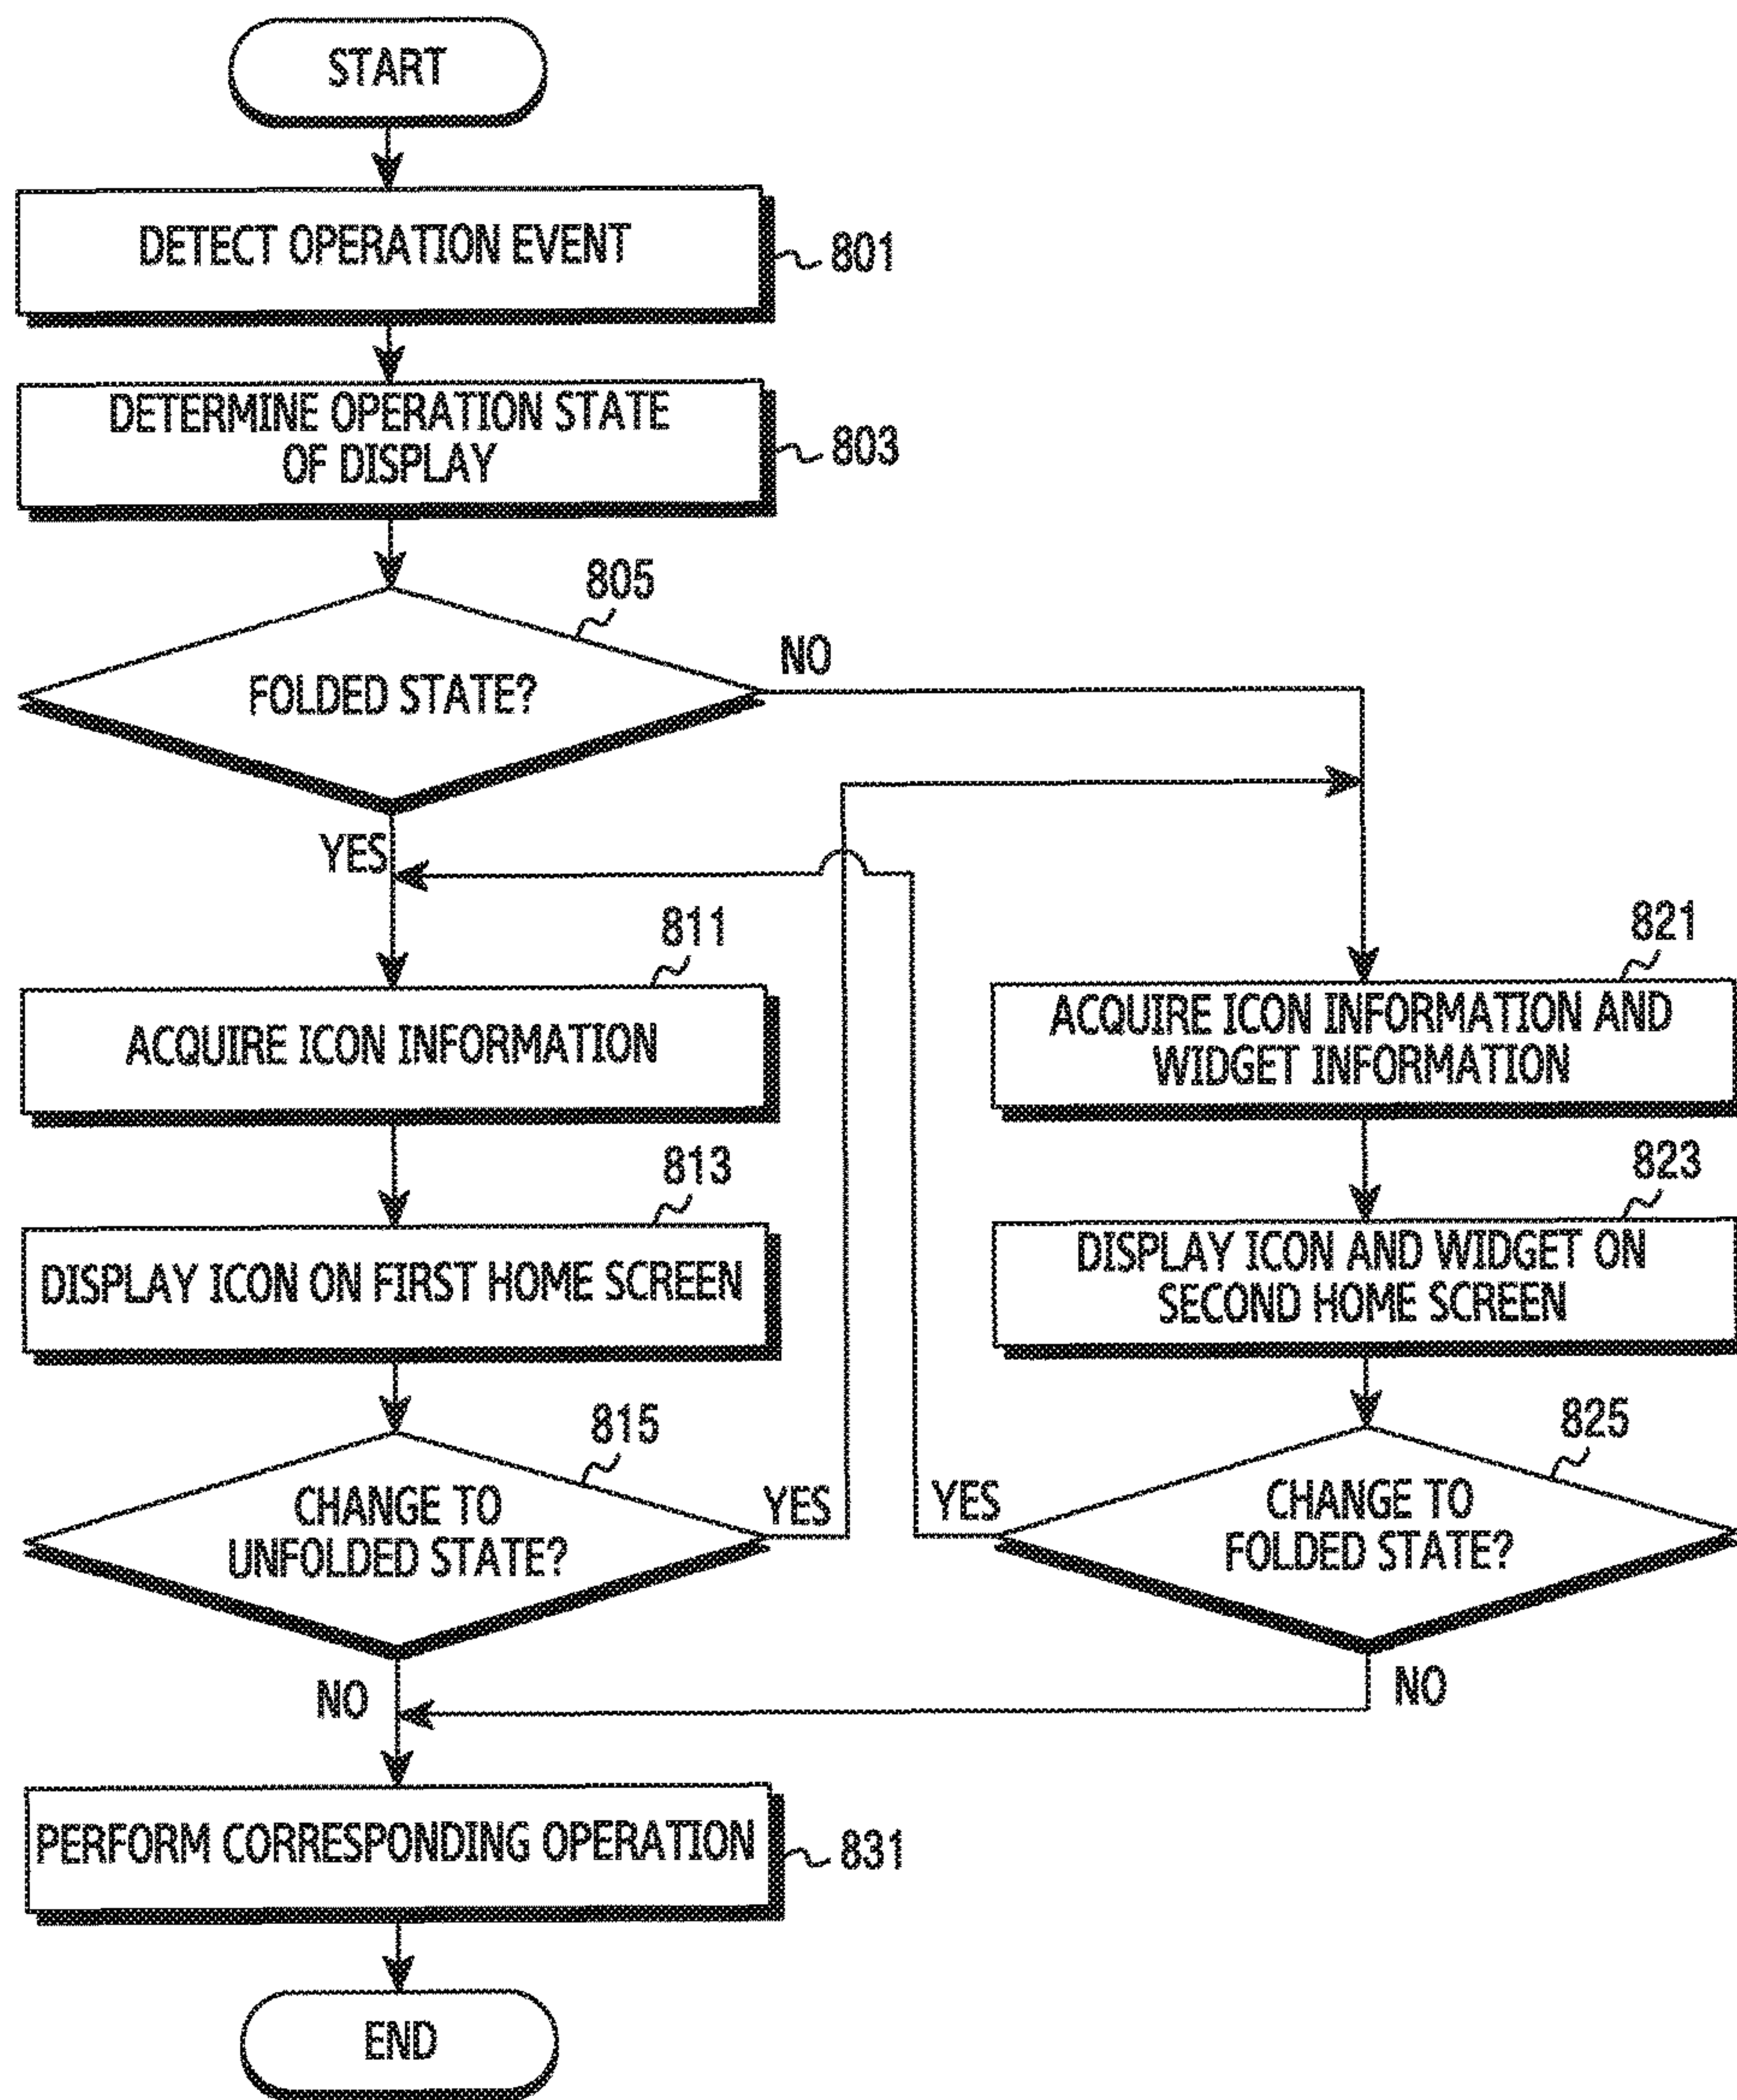 START
DETECT OPERATION EVENT
801
DETERMINE OPERATION STATE
OF DISPLAY
803
805
FOLDED STATE?
NO
YES
811
ACQUIRE ICON INFORMATION
821
ACQUIRE ICON INFORMATION AND
WIDGET INFORMATION
813
DISPLAY ICON ON FIRST HOME SCREEN
823
DISPLAY ICON AND WIDGET ON
SECOND HOME SCREEN
815
CHANGE TO
UNFOLDED STATE?
YES
825
YES
CHANGE TO
FOLDED STATE?
NO
NO
PERFORM CORRESPONDING OPERATION
831
END